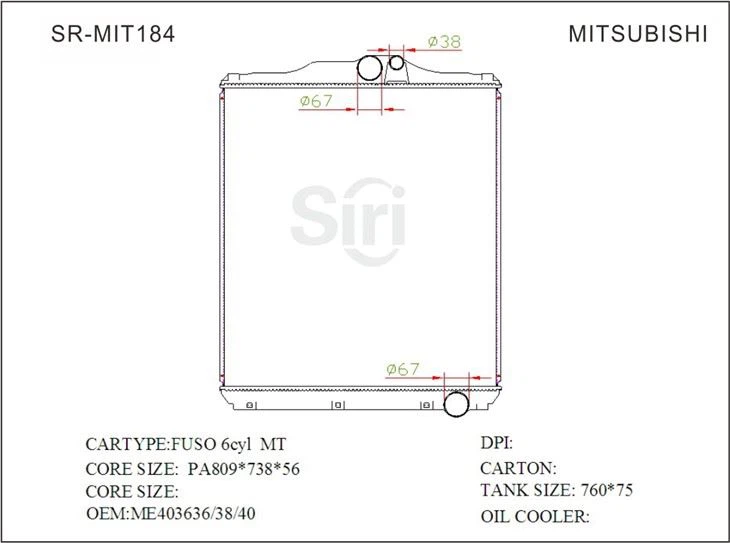 SR-MIT184 MITSUBISHI
ø38
ø67
Siri
ø67
CARTYPE:FUSO 6cyl MT
CORE SIZE: PA809*738*56
CORE SIZE:
OEM:ME403636/38/40
DPI:
CARTON:
TANK SIZE: 760*75
OIL COOLER: